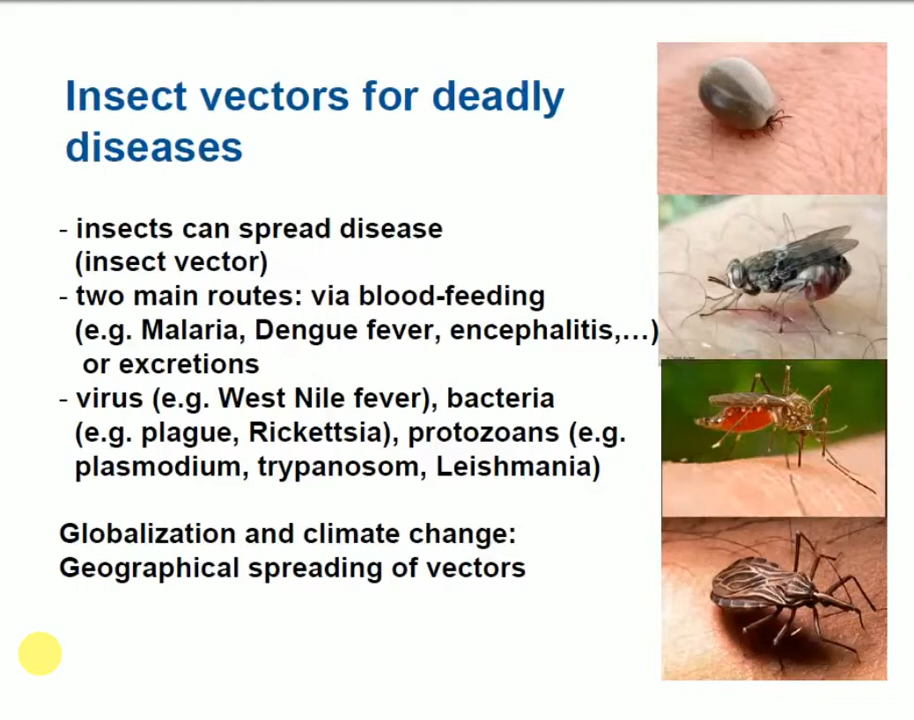 Insect vectors for deadly
diseases
- insects can spread disease
(insect vector)
- two main routes: via blood-feeding
(e.g. Malaria, Dengue fever, encephalitis,...)
or excretions
- virus (e.g. West Nile fever), bacteria
(e.g. plague, Rickettsia), protozoans (e.g.
plasmodium, trypanosom, Leishmania)
Globalization and climate change:
Geographical spreading of vectors